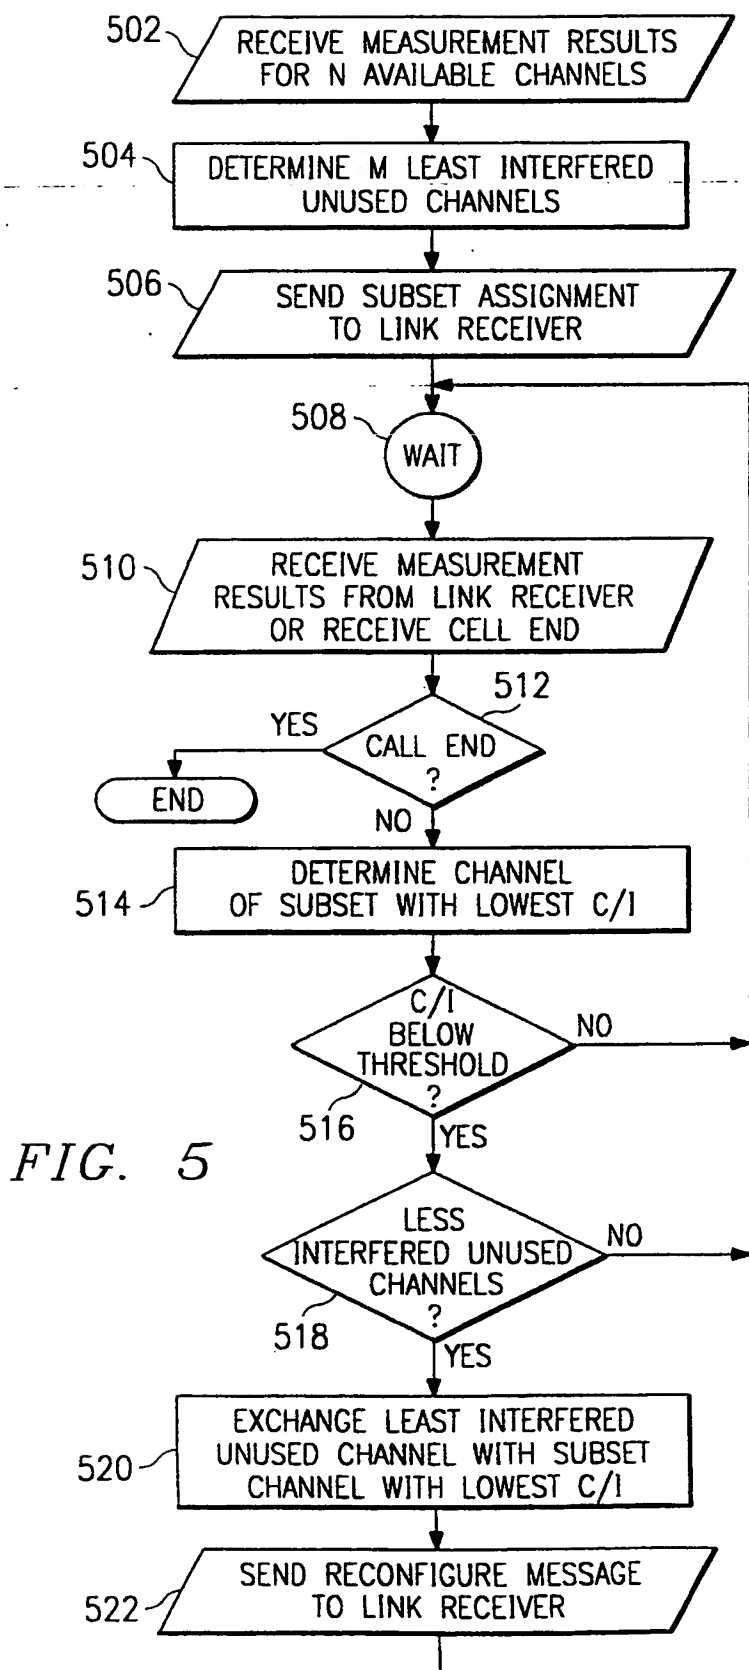 502
RECEIVE MEASUREMENT RESULTS
FOR N AVAILABLE CHANNELS
504
DETERMINE M LEAST INTERFERED
UNUSED CHANNELS
506
SEND SUBSET ASSIGNMENT
TO LINK RECEIVER
508
WAIT
510
RECEIVE MEASUREMENT
RESULTS FROM LINK RECEIVER
OR RECEIVE CELL END
512
YES
CALL END
?
END
NO
514
DETERMINE CHANNEL
OF SUBSET WITH LOWEST C/I
C/I
BELOW
THRESHOLD
?
NO
516
YES
FIG. 5
LESS
INTERFERED UNUSED
CHANNELS
?
NO
518
YES
520
EXCHANGE LEAST INTERFERED
UNUSED CHANNEL WITH SUBSET
CHANNEL WITH LOWEST C/I
522
SEND RECONFIGURE MESSAGE
TO LINK RECEIVER